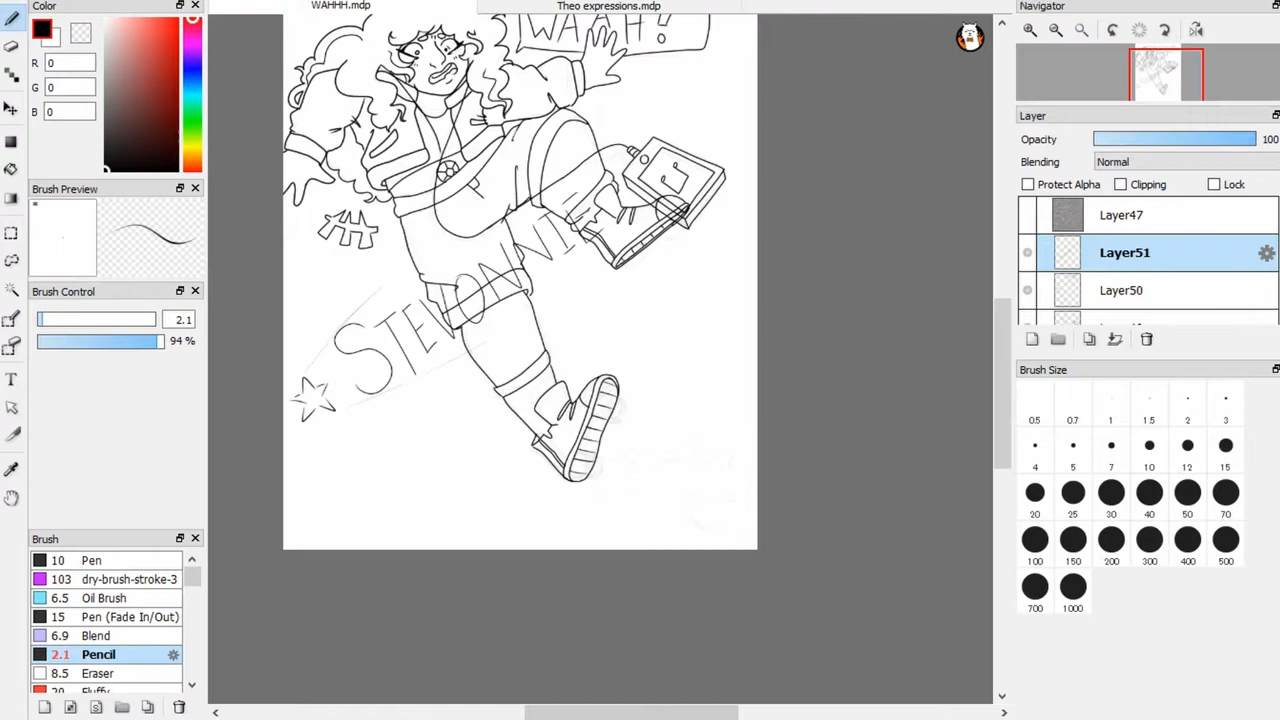 WAHHH.mdp
Theo expressions.mdp
Color
R 0
G 0
B 0
Brush Preview
*
Brush Control
2.1
94 %
Brush
10 Pen
103 dry-brush-stroke-3
6.5 Oil Brush
15 Pen (Fade In/Out)
6.9 Blend
2.1 Pencil
8.5 Eraser
20 Fluffy
WAAH!
AH
STEVONNIE
Navigator
Layer
Opacity 100
Blending Normal
Protect Alpha Clipping Lock
Layer47
Layer51
Layer50
Brush Size
0.5 0.7 1 1.5 2 3
4 5 7 10 12 15
20 25 30 40 50 70
100 150 200 300 400 500
700 1000